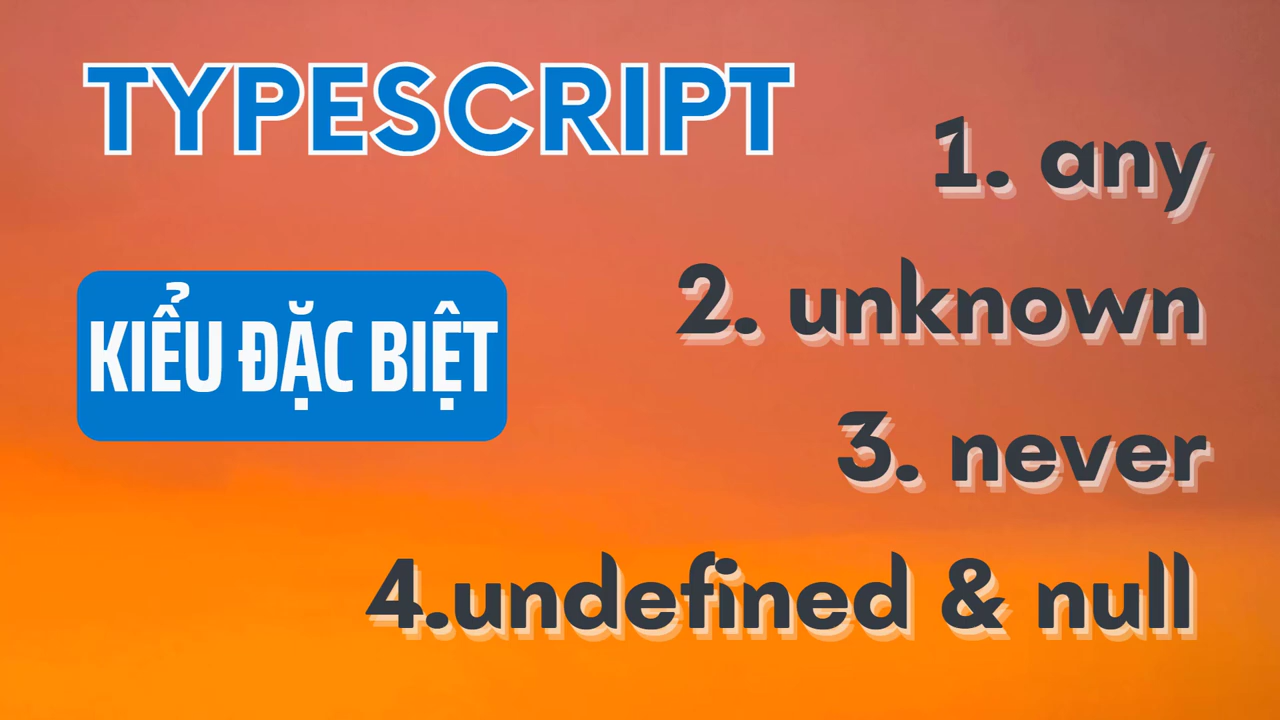 TYPESCRIPT
KIỂU ĐẶC BIỆT
1. any
2. unknown
3. never
4.undefined & null